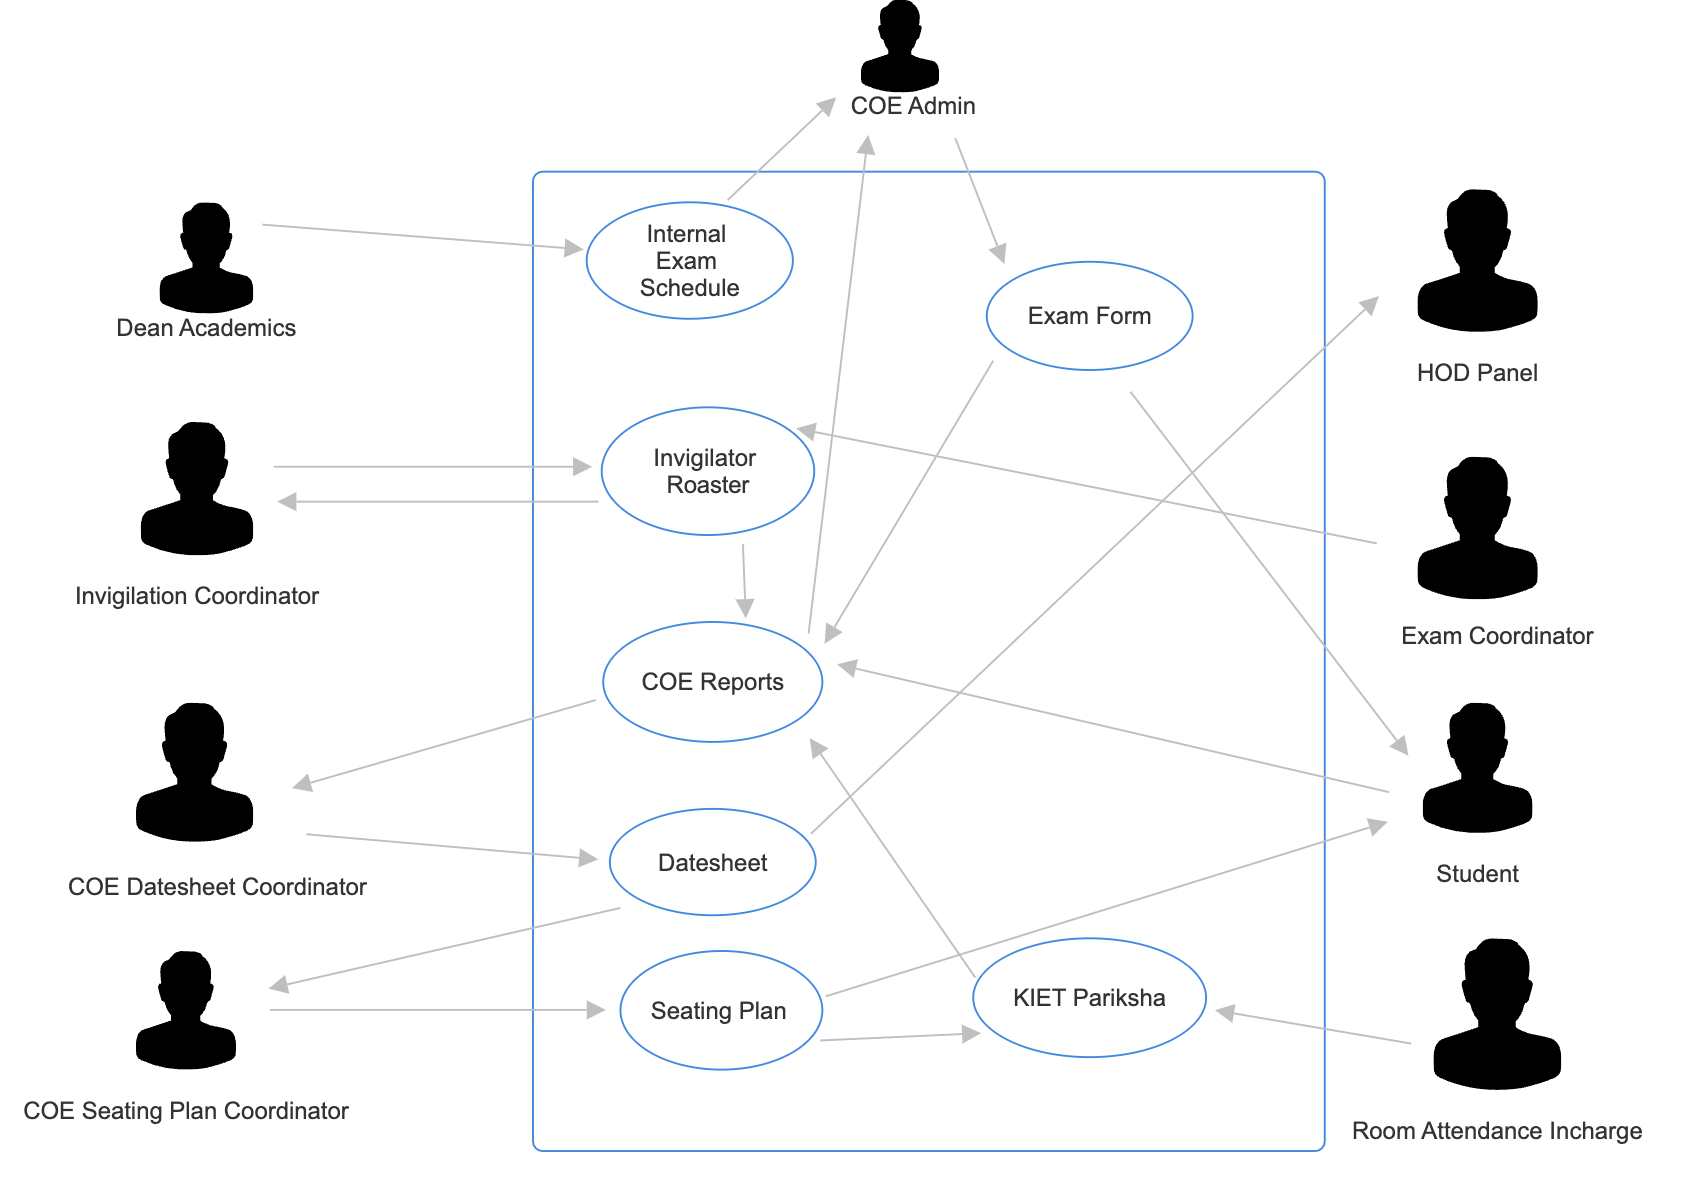 COE Admin
Internal
Exam
Schedule
Exam Form
Dean Academics
HOD Panel
Invigilator
Roaster
Invigilation Coordinator
Exam Coordinator
COE Reports
Datesheet
COE Datesheet Coordinator
Student
Seating Plan
KIET Pariksha
COE Seating Plan Coordinator
Room Attendance Incharge